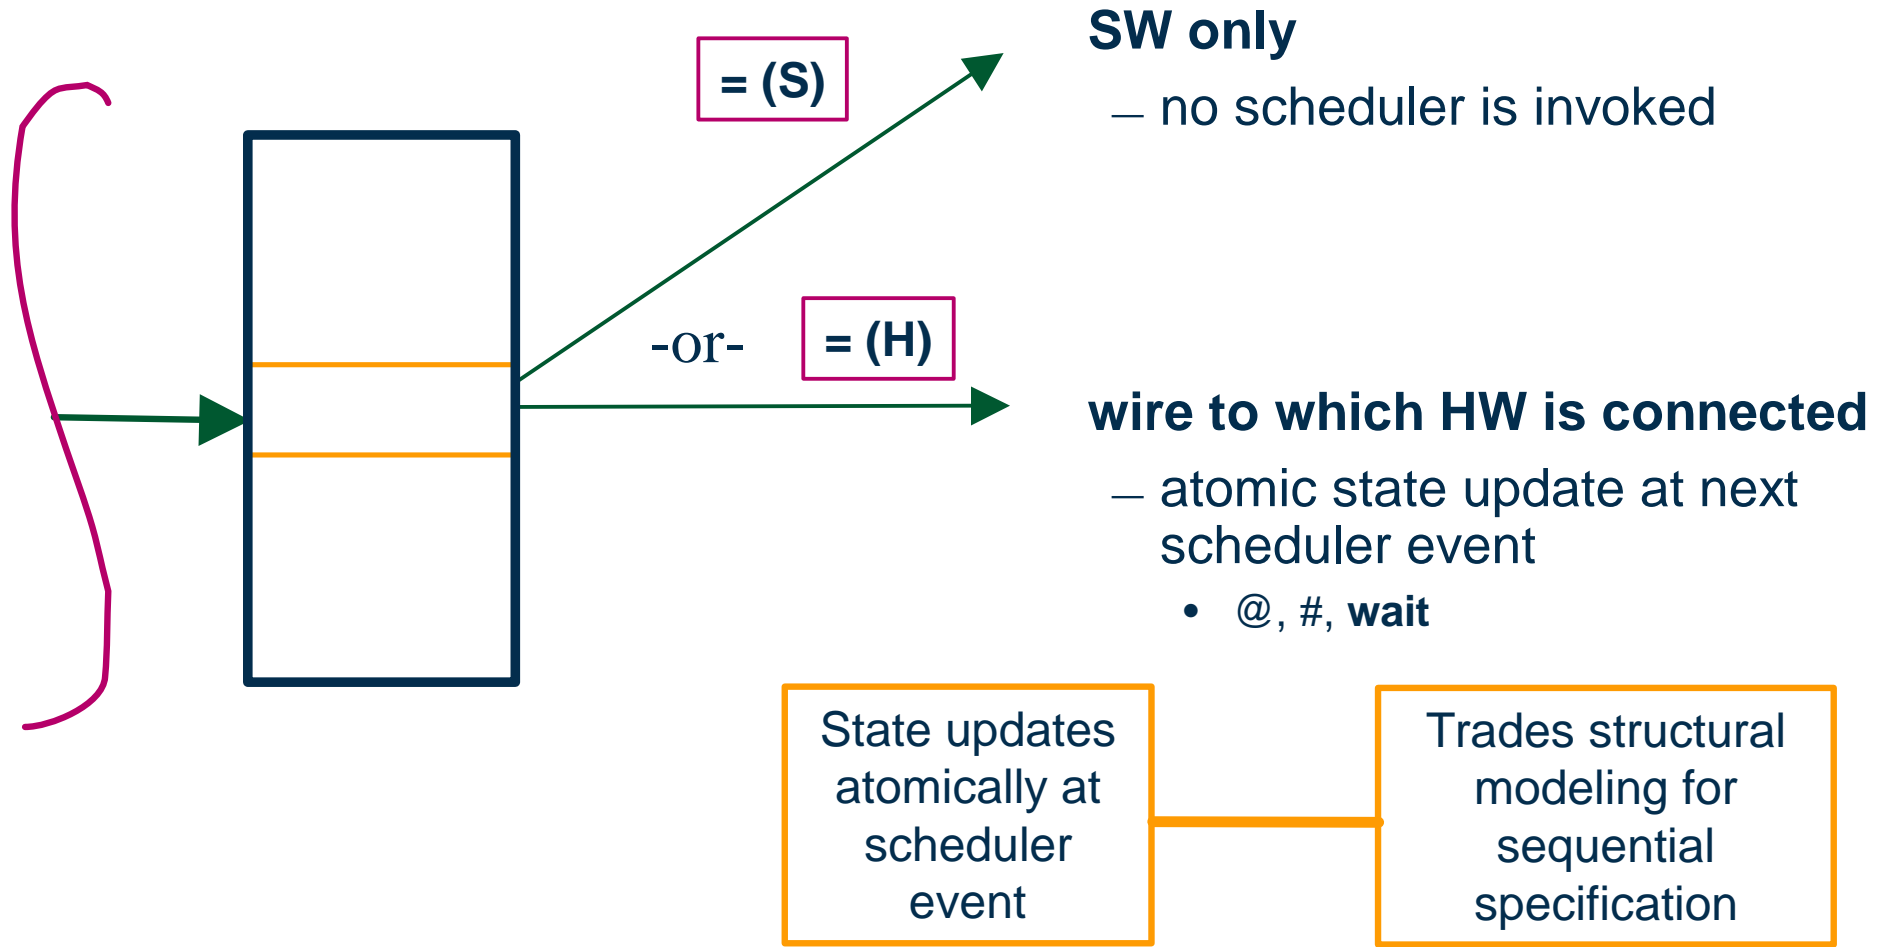 SW only
= (S)
— no scheduler is invoked
-or-
= (H)
wire to which HW is connected
— atomic state update at next
scheduler event
• @, #, wait
State updates
atomically at
scheduler
event
Trades structural
modeling for
sequential
specification